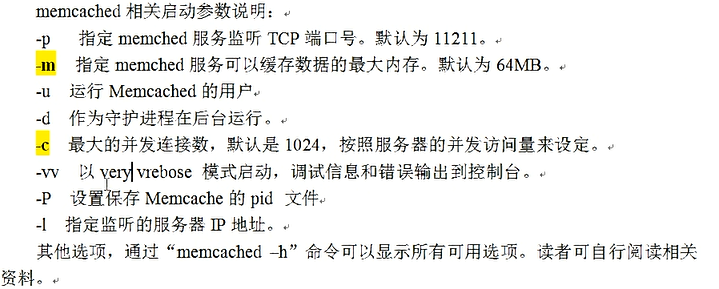 memcached 相关启动参数说明：
-p 指定 memched 服务监听 TCP 端口号。默认为 11211。
-m 指定 memched 服务可以缓存数据的最大内存。默认为 64MB。
-u 运行 Memcached 的用户
-d 作为守护进程在后台运行。
-c 最大的并发连接数，默认是 1024，按照服务器的并发访问量来设定。
-vv 以 very vrebose 模式启动，调试信息和错误输出到控制台。
-P 设置保存 Memcache 的 pid 文件
-l 指定监听的服务器 IP 地址。
其他选项，通过“memcached –h”命令可以显示所有可用选项。读者可自行阅读相关
资料。